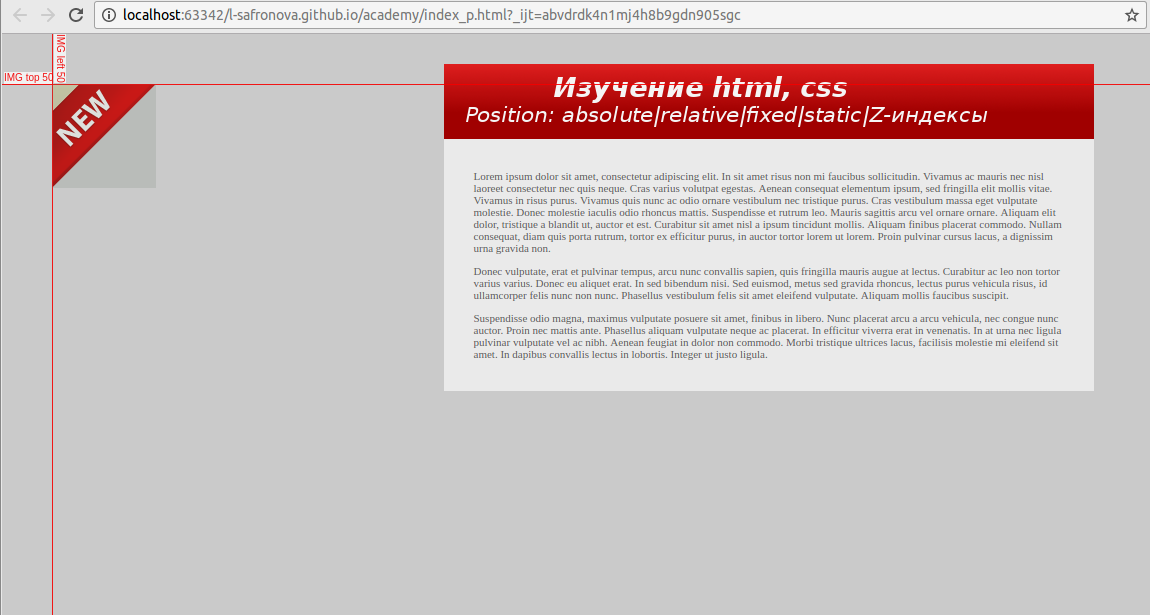 localhost:63342/l-safronova.github.io/academy/index_p.html?_ijt=abvdrdk4n1mj4h8b9gdn905sgc
IMG left 50
IMG top 50
NEW
Изучение html, css
Position: absolute|relative|fixed|static|Z-индексы
Lorem ipsum dolor sit amet, consectetur adipiscing elit. In sit amet risus non mi faucibus sollicitudin. Vivamus ac mauris nec nisl
laoreet consectetur nec quis neque. Cras varius volutpat egestas. Aenean consequat elementum ipsum, sed fringilla elit mollis vitae.
Vivamus in risus purus. Vivamus quis nunc ac odio ornare vestibulum nec tristique purus. Cras vestibulum massa eget vulputate
molestie. Donec molestie iaculis odio rhoncus mattis. Suspendisse et rutrum leo. Mauris sagittis arcu vel ornare ornare. Aliquam elit
dolor, tristique a blandit ut, auctor et est. Curabitur sit amet nisl a ipsum tincidunt mollis. Aliquam finibus placerat commodo. Nullam
consequat, diam quis porta rutrum, tortor ex efficitur purus, in auctor tortor lorem ut lorem. Proin pulvinar cursus lacus, a dignissim
urna gravida non.
Donec vulputate, erat et pulvinar tempus, arcu nunc convallis sapien, quis fringilla mauris augue at lectus. Curabitur ac leo non tortor
varius varius. Donec eu aliquet erat. In sed bibendum nisi. Sed euismod, metus sed gravida rhoncus, lectus purus vehicula risus, id
ullamcorper felis nunc non nunc. Phasellus vestibulum felis sit amet eleifend vulputate. Aliquam mollis faucibus suscipit.
Suspendisse odio magna, maximus vulputate posuere sit amet, finibus in libero. Nunc placerat arcu a arcu vehicula, nec congue nunc
auctor. Proin nec mattis ante. Phasellus aliquam vulputate neque ac placerat. In efficitur viverra erat in venenatis. In at urna nec ligula
pulvinar vulputate vel ac nibh. Aenean feugiat in dolor non commodo. Morbi tristique ultrices lacus, facilisis molestie mi eleifend sit
amet. In dapibus convallis lectus in lobortis. Integer ut justo ligula.